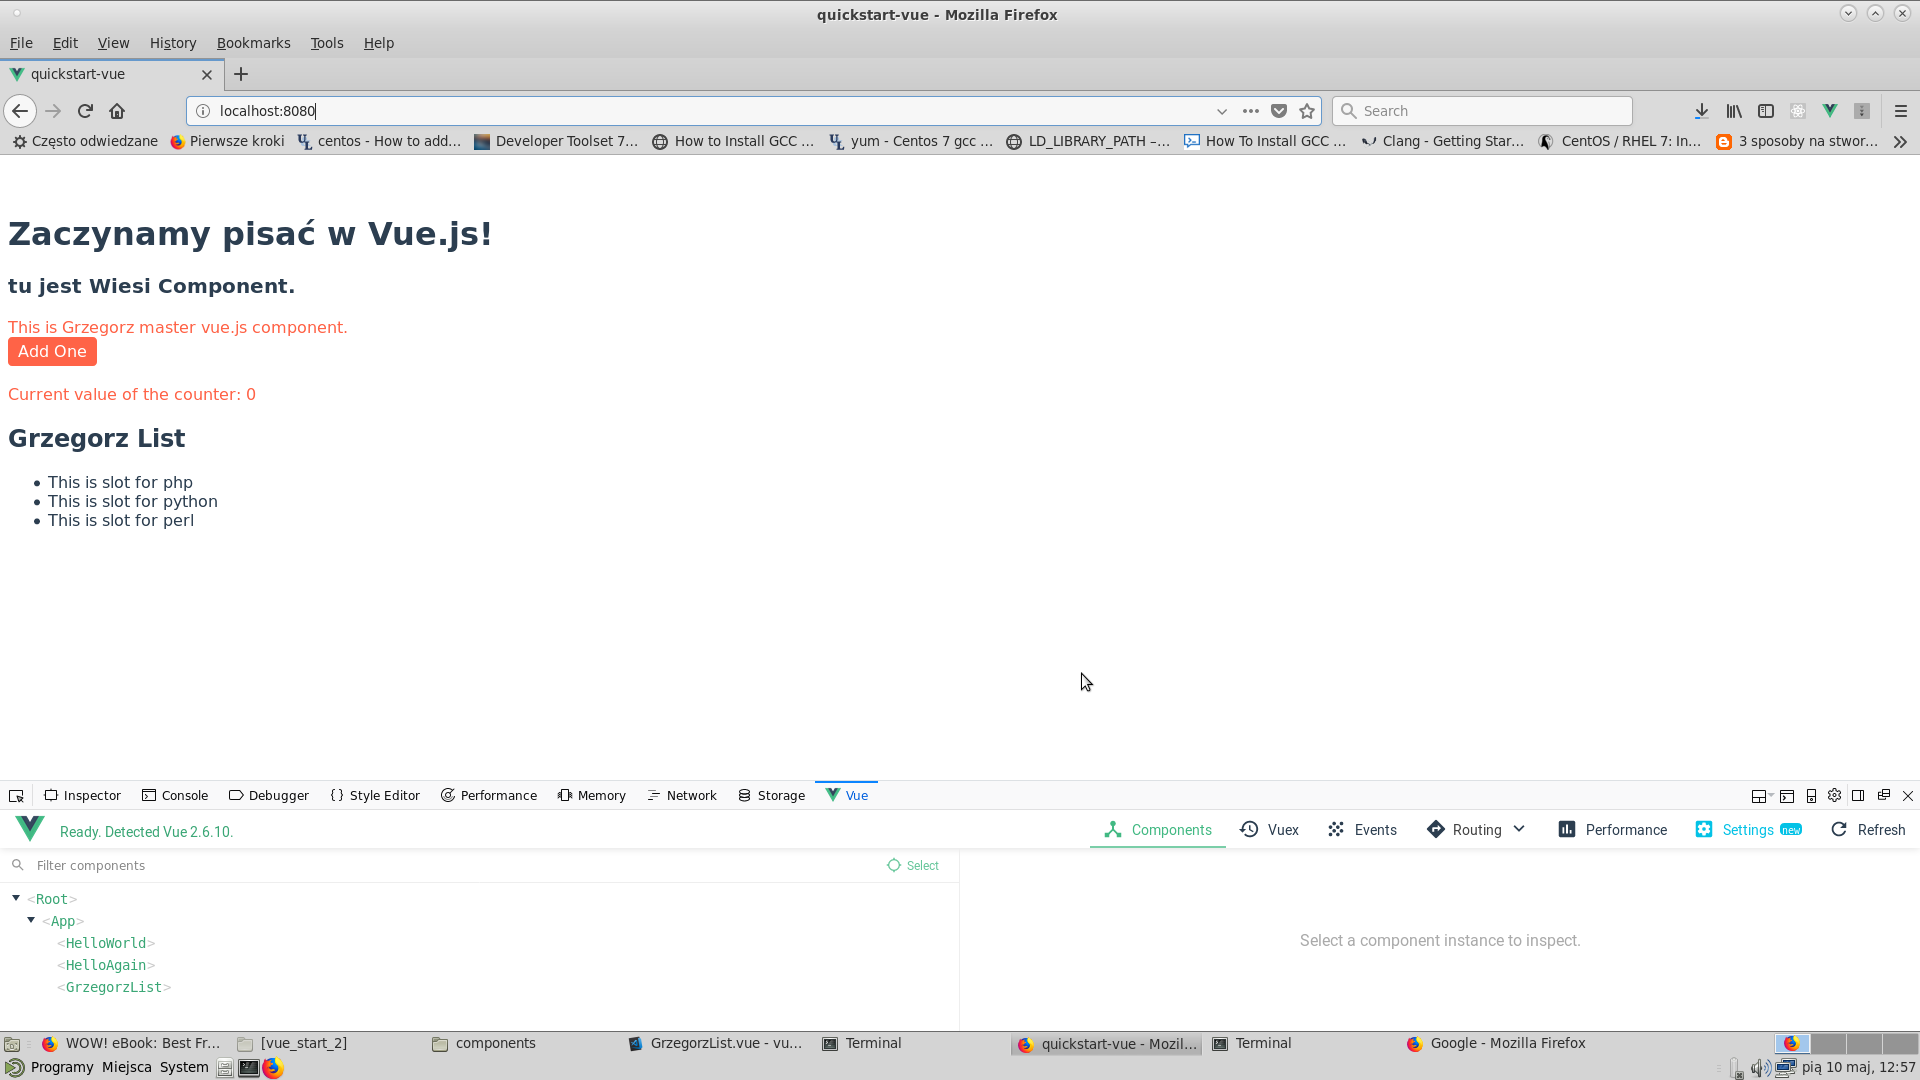 quickstart-vue - Mozilla Firefox
File Edit View History Bookmarks Tools Help
quickstart-vue
localhost:8080
Search
Często odwiedzane Pierwsze kroki centos - How to add... Developer Toolset 7... How to Install GCC ... yum - Centos 7 gcc ... LD_LIBRARY_PATH –... How To Install GCC ... Clang - Getting Star... CentOS / RHEL 7: In... 3 sposoby na stwor...
Zaczynamy pisać w Vue.js!
tu jest Wiesi Component.
This is Grzegorz master vue.js component.
Add One
Current value of the counter: 0
Grzegorz List
• This is slot for php
• This is slot for python
• This is slot for perl
Inspector Console Debugger Style Editor Performance Memory Network Storage Vue
Ready. Detected Vue 2.6.10. Components Vuex Events Routing Performance Settings new Refresh
Filter components Select
<Root>
<App>
<HelloWorld>
<HelloAgain>
<GrzegorzList>
Select a component instance to inspect.
WOW! eBook: Best Fr... [vue_start_2] components GrzegorzList.vue - vu... Terminal quickstart-vue - Mozil... Terminal Google - Mozilla Firefox
Programy Miejsca System pią 10 maj, 12:57